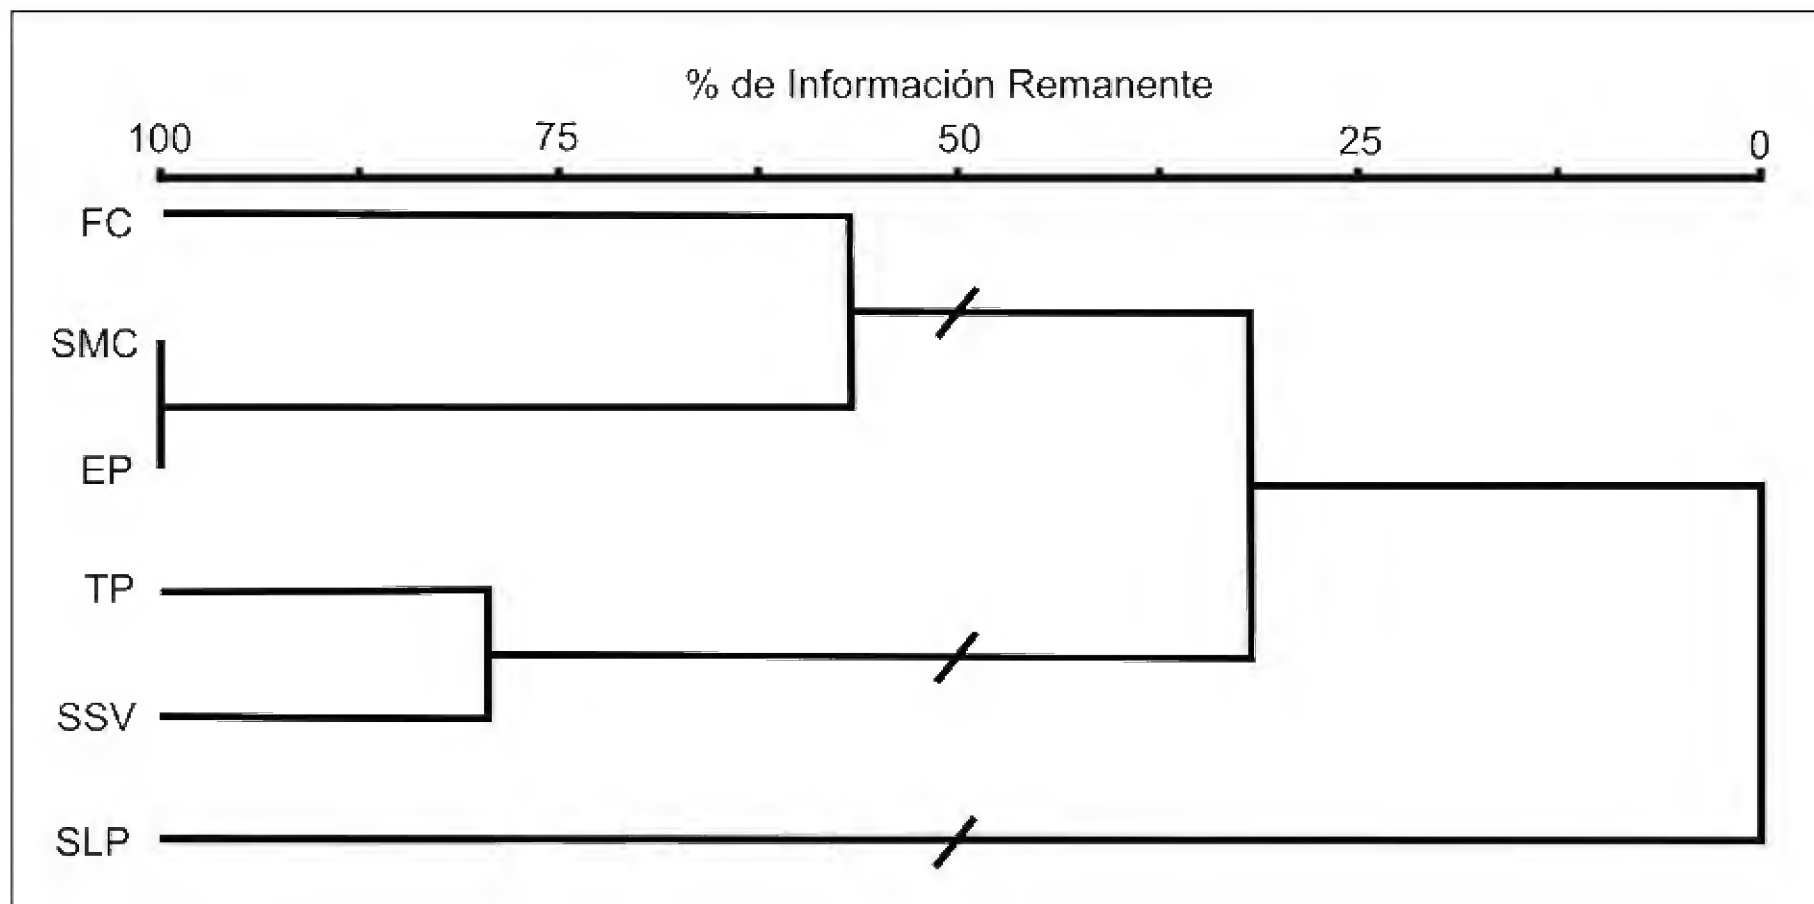 % de Información Remanente
100 75 50 25 0
FC
SMC
EP
TP
SSV
SLP